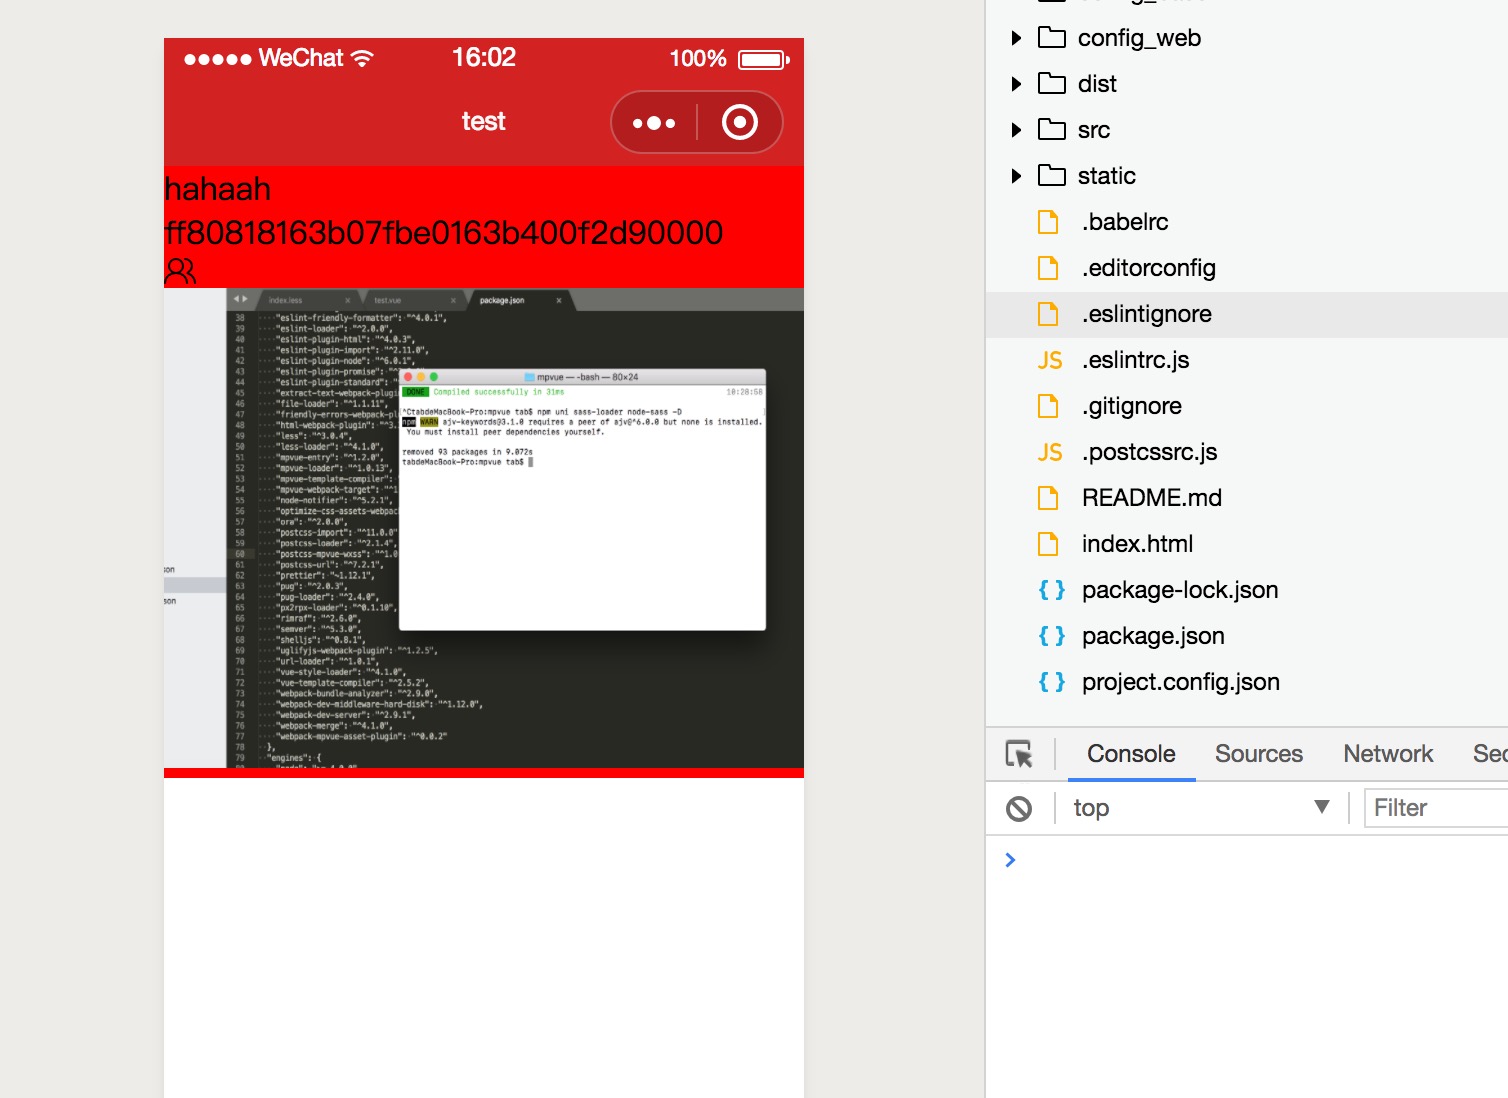 WeChat
16:02
100%
test
hahaah
ff80818163b07fbe0163b400f2d90000
index.less
test.vue
package.json
38 "eslint-friendly-formatter": "^4.0.1",
39 "eslint-loader": "^2.0.0",
40 "eslint-plugin-html": "^4.0.3",
41 "eslint-plugin-import": "^2.11.0",
42 "eslint-plugin-node": "^6.0.1",
43 "eslint-plugin-promise": "^
44 "eslint-plugin-standard": "
45 "extract-text-webpack-plugi
46 "file-loader": "^1.1.11",
47 "friendly-errors-webpack-pl
48 "html-webpack-plugin": "^3.
49 "less": "^3.0.4",
50 "less-loader": "^4.1.0",
51 "mpvue-entry": "^1.2.0",
52 "mpvue-loader": "^1.0.13",
53 "mpvue-template-compiler":
54 "mpvue-webpack-target": "^1
55 "node-notifier": "^5.2.1",
56 "optimize-css-assets-webpac
57 "ora": "^2.0.0",
58 "postcss-import": "^11.0.0"
59 "postcss-loader": "^2.1.4",
60 "postcss-mpvue-wxss": "^1.0
61 "postcss-url": "^7.2.1",
62 "prettier": "~1.12.1",
63 "pug": "^2.0.3",
64 "pug-loader": "^2.4.0",
65 "px2rpx-loader": "^0.1.10",
66 "rimraf": "^2.6.0",
67 "semver": "^5.3.0",
68 "shelljs": "^0.8.1",
69 "uglifyjs-webpack-plugin": "^1.2.5",
70 "url-loader": "^1.0.1",
71 "vue-style-loader": "^4.1.0",
72 "vue-template-compiler": "^2.5.2",
73 "webpack-bundle-analyzer": "^2.9.0",
74 "webpack-dev-middleware-hard-disk": "^1.12.0",
75 "webpack-dev-server": "^2.9.1",
76 "webpack-merge": "^4.1.0",
77 "webpack-mpvue-asset-plugin": "^0.0.2"
78 },
79 "engines": {
son
son
mpvue — -bash — 80×24
DONE Compiled successfully in 31ms 10:28:58
^CtabdeMacBook-Pro:mpvue tab$ npm uni sass-loader node-sass -D
npm WARN ajv-keywords@3.1.0 requires a peer of ajv@^6.0.0 but none is installed.
You must install peer dependencies yourself.
removed 93 packages in 9.072s
tabdeMacBook-Pro:mpvue tab$
config_web
dist
src
static
.babelrc
.editorconfig
.eslintignore
JS .eslintrc.js
.gitignore
JS .postcssrc.js
README.md
index.html
{ } package-lock.json
{ } package.json
{ } project.config.json
Console Sources Network Sec
top Filter